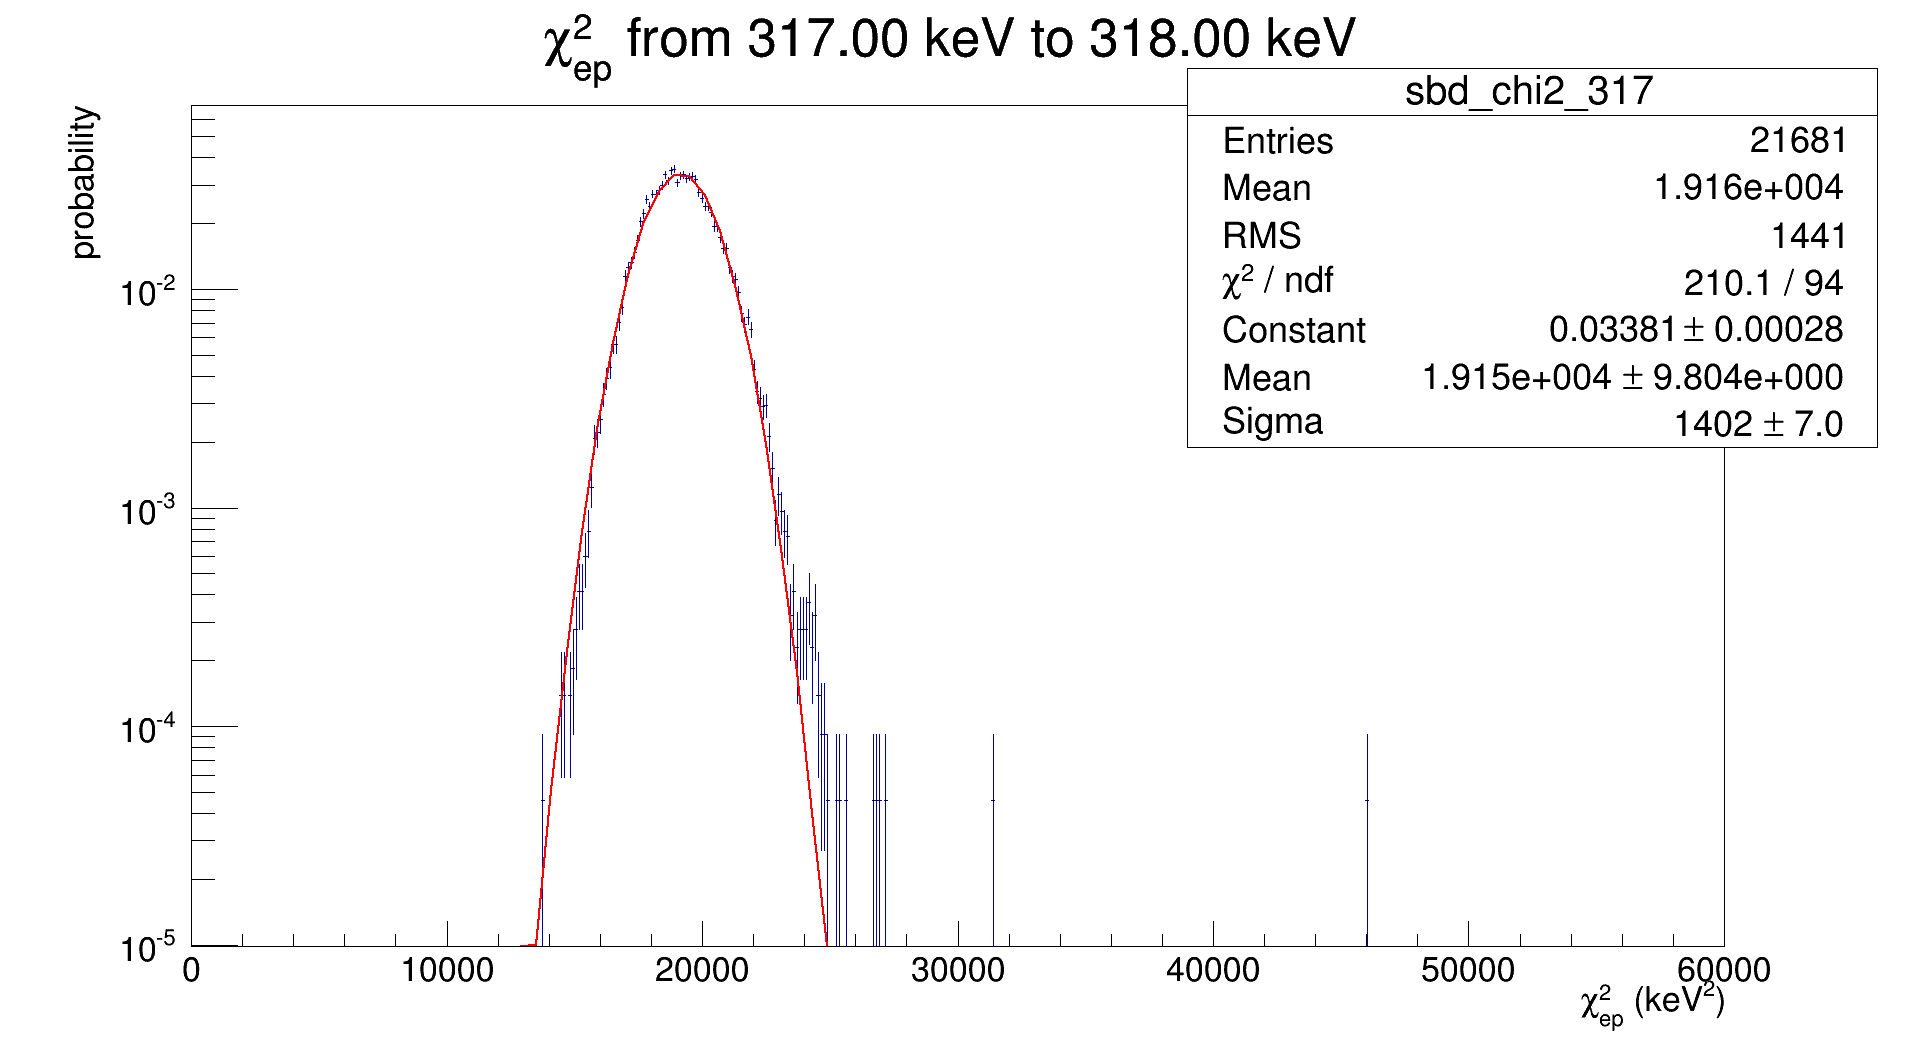 χ²ep from 317.00 keV to 318.00 keV
sbd_chi2_317
Entries 21681
Mean 1.916e+004
RMS 1441
χ² / ndf 210.1 / 94
Constant 0.03381 ± 0.00028
Mean 1.915e+004 ± 9.804e+000
Sigma 1402 ± 7.0
probability
10⁻²
10⁻³
10⁻⁴
10⁻⁵
0 10000 20000 30000 40000 50000 60000
χ²ep (keV²)